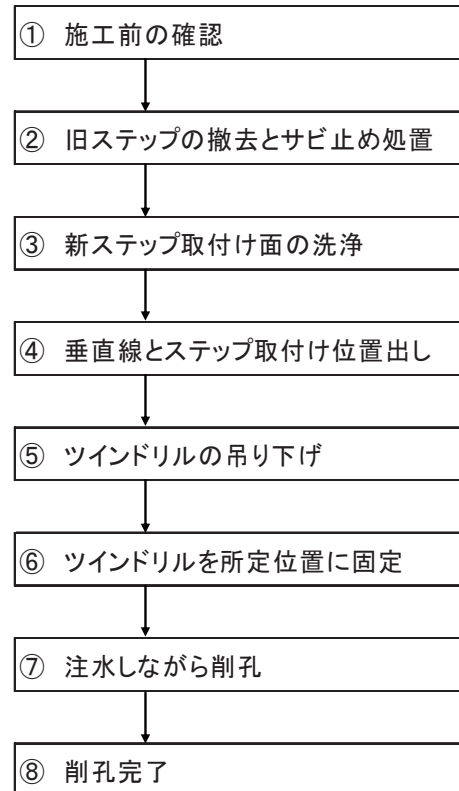 ① 施工前の確認
② 旧ステップの撤去とサビ止め処置
③ 新ステップ取付け面の洗浄
④ 垂直線とステップ取付け位置出し
⑤ ツインドリルの吊り下げ
⑥ ツインドリルを所定位置に固定
⑦ 注水しながら削孔
⑧ 削孔完了